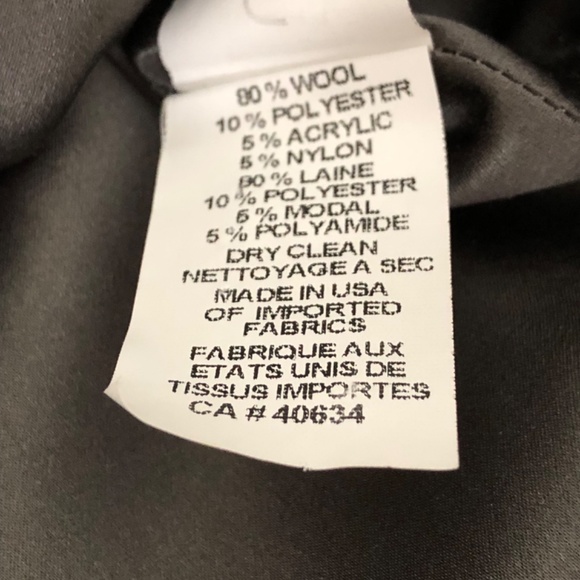 80% WOOL
10% POLYESTER
5% ACRYLIC
5% NYLON
80% LAINE
10% POLYESTER
5% MODAL
5% POLYAMIDE
DRY CLEAN
NETTOYAGE A SEC
MADE IN USA
OF IMPORTED
FABRICS
FABRIQUE AUX
ETATS UNIS DE
TISSUS IMPORTES
CA # 40634